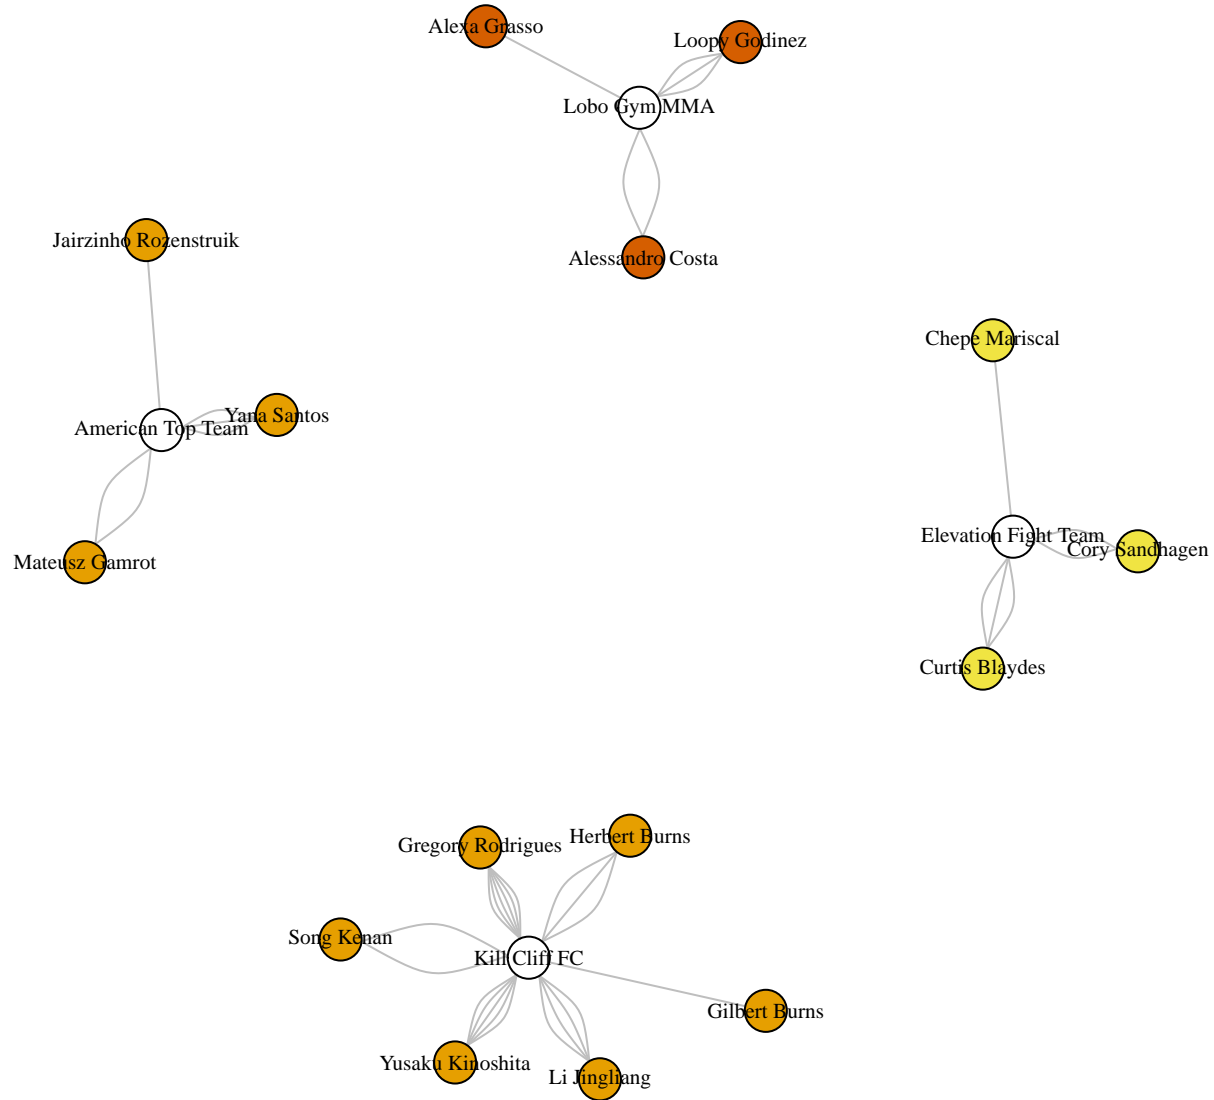 Alexa Grasso
Loopy Godinez
Lobo Gym MMA
Jairzinho Rozenstruik
Alessandro Costa
Chepe Mariscal
Yana Santos
American Top Team
Elevation Fight Team
Cory Sandhagen
Mateusz Gamrot
Curtis Blaydes
Herbert Burns
Gregory Rodrigues
Song Kenan
Kill Cliff FC
Gilbert Burns
Yusaku Kinoshita
Li Jingliang